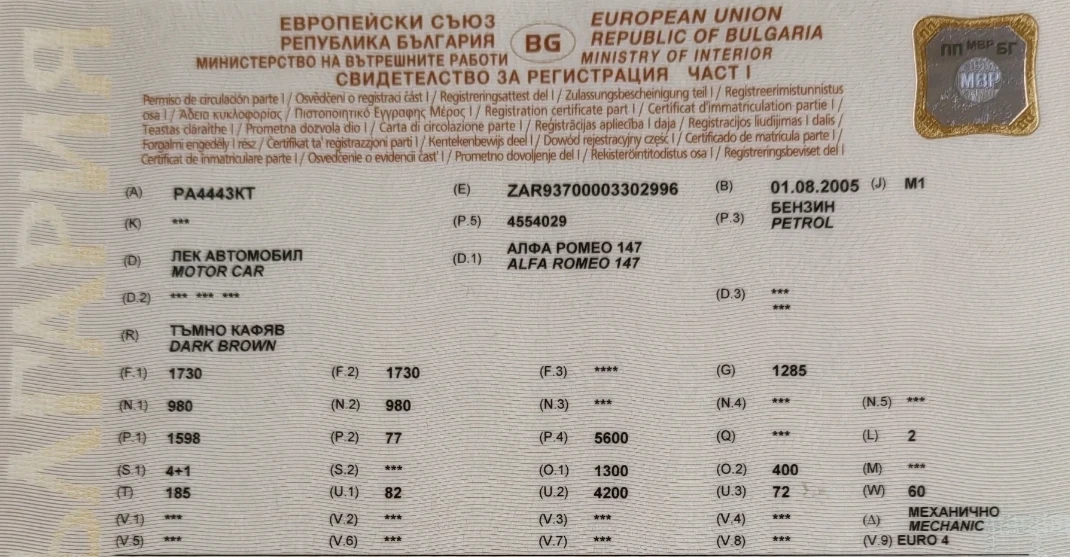 ЕВРОПЕЙСКИ СЪЮЗ
РЕПУБЛИКА БЪЛГАРИЯ
МИНИСТЕРСТВО НА ВЪТРЕШНИТЕ РАБОТИ
BG
EUROPEAN UNION
REPUBLIC OF BULGARIA
MINISTRY OF INTERIOR
СВИДЕТЕЛСТВО ЗА РЕГИСТРАЦИЯ ЧАСТ I
ПП МВР БГ
МВР
Permiso de circulación parte I / Osvědčení o registraci část I / Registreringsattest del I / Zulassungsbescheinigung teil I / Registreerimistunnistus
osa I / Άδεια κυκλοφορίας / Πιστοποιητικό Εγγραφής Μέρος I / Registration certificate part I / Certificat d'immatriculation partie I /
Teastas cláraithe I / Prometna dozvola dio I / Carta di circolazione parte I / Reģistrācijas apliecība I daja / Registracijos liudijimas I dalis /
Forgalmi engedély I rész / Certifikat ta' reġistrazzjoni parti I / Kentekenbewijs deel I / Dowód rejestracyjny część I / Certificado de matrícula parte I /
Certificat de inmatriculare parte I / Osvedčenie o evidencii časť I / Prometno dovoljenje del I / Rekisteröintitodistus osa I / Registreringsbeviset del I
(A) PA4443KT (E) ZAR93700003302996 (B) 01.08.2005 (J) M1
(K) *** (P.5) 4554029 (P.3) БЕНЗИН
PETROL
(D) ЛЕК АВТОМОБИЛ (D.1) АЛФА РОМЕО 147
MOTOR CAR ALFA ROMEO 147
(D.2) *** *** *** (D.3) ***
***
(R) ТЪМНО КАФЯВ
DARK BROWN
(F.1) 1730 (F.2) 1730 (F.3) **** (G) 1285
(N.1) 980 (N.2) 980 (N.3) *** (N.4) *** (N.5) ***
(P.1) 1598 (P.2) 77 (P.4) 5600 (Q) *** (L) 2
(S.1) 4+1 (S.2) *** (O.1) 1300 (O.2) 400 (M) ***
(T) 185 (U.1) 82 (U.2) 4200 (U.3) 72 (W) 60
(V.1) *** (V.2) *** (V.3) *** (V.4) *** (Δ) МЕХАНИЧНО
MECHANIC
(V.5) *** (V.6) *** (V.7) *** (V.8) *** (V.9) EURO 4